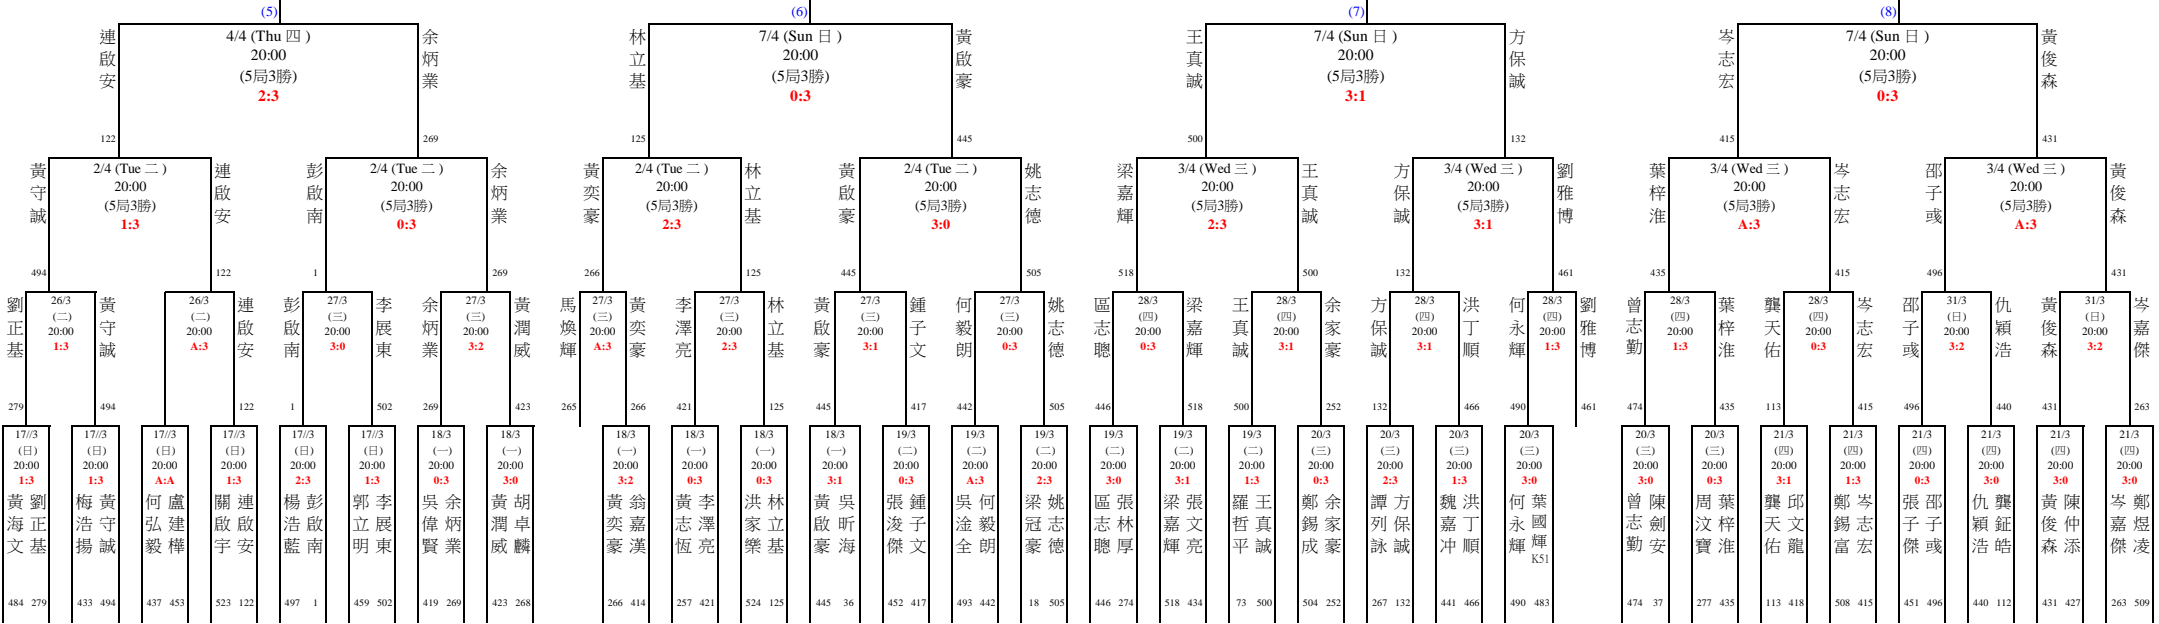 (5)
(6)
(7)
(8)
連啟安
4/4 (Thu 四 )
20:00
(5局3勝)
2:3
余炳業
林立基
7/4 (Sun 日 )
20:00
(5局3勝)
0:3
黃啟豪
王真誠
7/4 (Sun 日 )
20:00
(5局3勝)
3:1
方保誠
岑志宏
7/4 (Sun 日 )
20:00
(5局3勝)
0:3
黃俊森
122
269
125
445
500
132
415
431
黃守誠
2/4 (Tue 二 )
20:00
(5局3勝)
1:3
連啟安
彭啟南
2/4 (Tue 二 )
20:00
(5局3勝)
0:3
余炳業
黃奕豪
2/4 (Tue 二 )
20:00
(5局3勝)
2:3
林立基
黃啟豪
2/4 (Tue 二 )
20:00
(5局3勝)
3:0
姚志德
梁嘉輝
3/4 (Wed 三 )
20:00
(5局3勝)
2:3
王真誠
方保誠
3/4 (Wed 三 )
20:00
(5局3勝)
3:1
劉雅博
葉梓淮
3/4 (Wed 三 )
20:00
(5局3勝)
A:3
岑志宏
邵子彧
3/4 (Wed 三 )
20:00
(5局3勝)
A:3
黃俊森
494
122
1
269
266
125
445
505
518
500
132
461
435
415
496
431
劉正基
26/3
(二)
20:00
1:3
黃守誠
26/3
(二)
20:00
A:3
連啟安
彭啟南
27/3
(三)
20:00
3:0
李展東
余炳業
27/3
(三)
20:00
3:2
黃潤威
馬煥輝
27/3
(三)
20:00
A:3
黃奕豪
李澤亮
27/3
(三)
20:00
2:3
林立基
黃啟豪
27/3
(三)
20:00
3:1
鍾子文
何毅朗
27/3
(三)
20:00
0:3
姚志德
區志聰
28/3
(四)
20:00
0:3
梁嘉輝
王真誠
28/3
(四)
20:00
3:1
余家豪
方保誠
28/3
(四)
20:00
3:1
洪丁順
何永輝
28/3
(四)
20:00
1:3
劉雅博
曾志勤
28/3
(四)
20:00
1:3
葉梓淮
龔天佑
28/3
(四)
20:00
0:3
岑志宏
邵子彧
31/3
(日)
20:00
3:2
仇穎浩
黃俊森
31/3
(日)
20:00
3:2
岑嘉傑
279
494
122
1
502
269
423
265
266
421
125
445
417
442
505
446
518
500
252
132
466
490
461
474
435
113
415
496
440
431
263
17//3
(日)
20:00
1:3
黃海文
劉正基
17//3
(日)
20:00
1:3
梅浩揚
黃守誠
17//3
(日)
20:00
A:A
何弘毅
盧建樺
17//3
(日)
20:00
1:3
關啟宇
連啟安
17//3
(日)
20:00
2:3
楊浩藍
彭啟南
17//3
(日)
20:00
1:3
郭立明
李展東
18/3
(一)
20:00
0:3
吳偉賢
余炳業
18/3
(一)
20:00
3:0
黃潤威
胡卓麟
18/3
(一)
20:00
3:2
黃奕豪
翁嘉漢
18/3
(一)
20:00
0:3
黃志恆
李澤亮
18/3
(一)
20:00
0:3
洪家樂
林立基
18/3
(一)
20:00
3:1
黃啟豪
吳昕海
19/3
(二)
20:00
0:3
張浚傑
鍾子文
19/3
(二)
20:00
A:3
吳淦全
何毅朗
19/3
(二)
20:00
2:3
梁冠豪
姚志德
19/3
(二)
20:00
3:0
區志聰
張林厚
19/3
(二)
20:00
3:1
梁嘉輝
張文亮
19/3
(二)
20:00
1:3
羅哲平
王真誠
20/3
(三)
20:00
0:3
鄭錫成
余家豪
20/3
(三)
20:00
2:3
譚列詠
方保誠
20/3
(三)
20:00
1:3
魏嘉冲
洪丁順
20/3
(三)
20:00
3:0
何永輝
葉國輝
K51
20/3
(三)
20:00
3:0
曾志勤
陳劍安
20/3
(三)
20:00
0:3
周汶寶
葉梓淮
21/3
(四)
20:00
3:1
龔天佑
邱文龍
21/3
(四)
20:00
1:3
鄭錫富
岑志宏
21/3
(四)
20:00
0:3
張子傑
邵子彧
21/3
(四)
20:00
3:0
仇穎浩
龔鉦皓
21/3
(四)
20:00
3:0
黃俊森
陳仲添
21/3
(四)
20:00
3:0
岑嘉傑
鄭煜凌
484 279
433 494
437 453
523 122
497 1
459 502
419 269
423 268
266 414
257 421
524 125
445 36
452 417
493 442
18 505
446 274
518 434
73 500
504 252
267 132
441 466
490 483
474 37
277 435
113 418
508 415
451 496
440 112
431 427
263 509